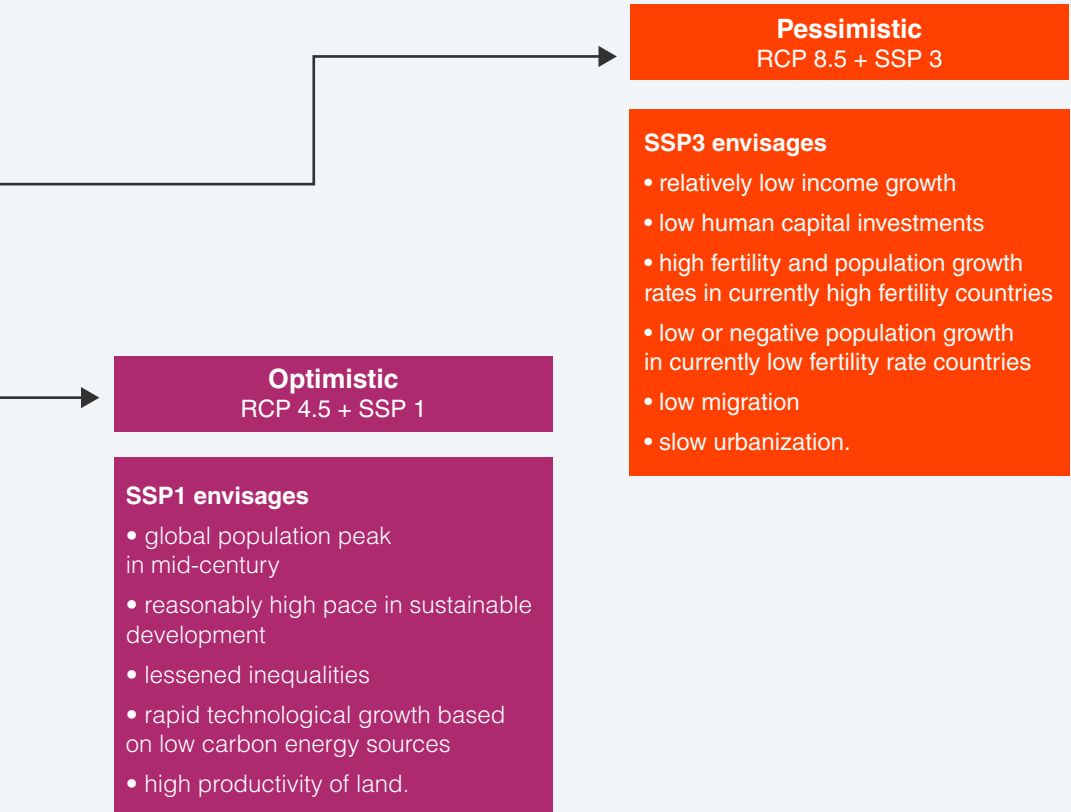 Pessimistic
RCP 8.5 + SSP 3
SSP3 envisages
• relatively low income growth
• low human capital investments
• high fertility and population growth
rates in currently high fertility countries
• low or negative population growth
in currently low fertility rate countries
• low migration
• slow urbanization.
Optimistic
RCP 4.5 + SSP 1
SSP1 envisages
• global population peak
in mid-century
• reasonably high pace in sustainable
development
• lessened inequalities
• rapid technological growth based
on low carbon energy sources
• high productivity of land.